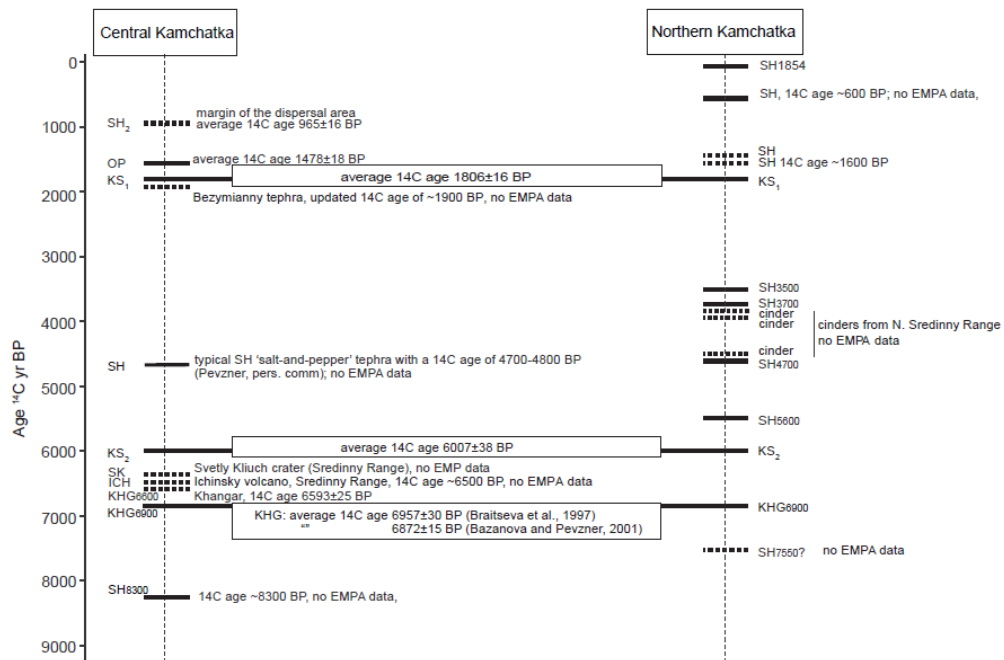 Central Kamchatka
Northern Kamchatka
Age ¹⁴C yr BP
0
1000
2000
3000
4000
5000
6000
7000
8000
9000
SH₂
margin of the dispersal area
average 14C age 965±16 BP
OP
average 14C age 1478±18 BP
KS₁
average 14C age 1806±16 BP
Bezymianny tephra, updated 14C age of ~1900 BP, no EMPA data
SH
typical SH 'salt-and-pepper' tephra with a 14C age of 4700-4800 BP
(Pevzner, pers. comm); no EMPA data
KS₂
average 14C age 6007±38 BP
SK
Svetly Kliuch crater (Sredinny Range), no EMP data
ICH
Ichinsky volcano, Sredinny Range, 14C age ~6500 BP, no EMPA data
KHG6600
Khangar, 14C age 6593±25 BP
KHG6900
KHG: average 14C age 6957±30 BP (Braitseva et al., 1997)
“” 6872±15 BP (Bazanova and Pevzner, 2001)
SH8300
14C age ~8300 BP, no EMPA data,
SH1854
SH, 14C age ~600 BP; no EMPA data,
SH
SH 14C age ~1600 BP
KS₁
SH3500
SH3700
cinder
cinder
cinders from N. Sredinny Range
no EMPA data
cinder
SH4700
SH5600
KS₂
KHG6900
SH7550? no EMPA data